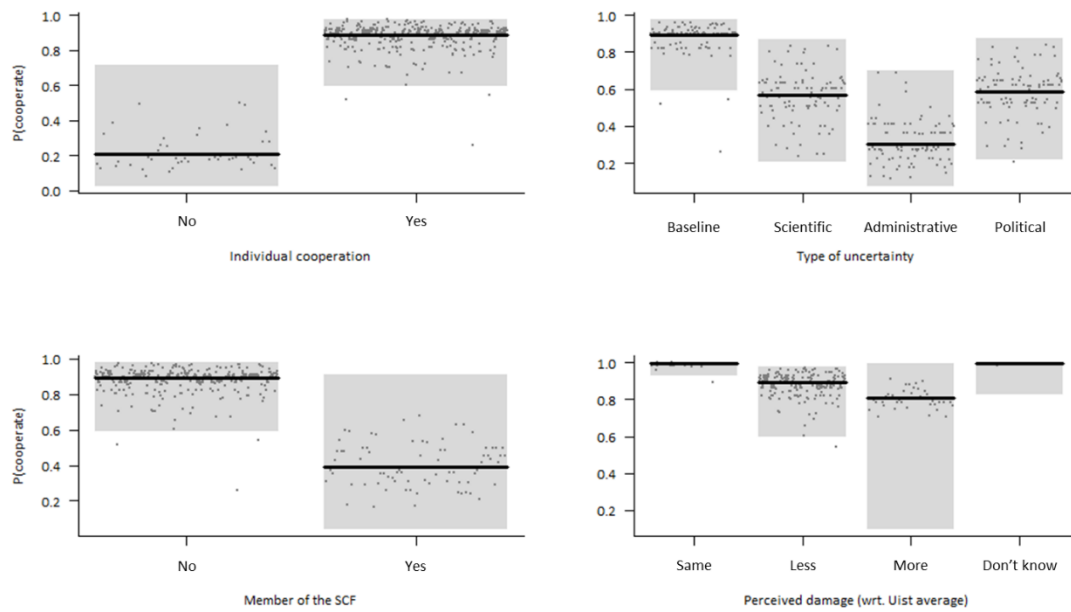 P(cooperate)
1.0
0.8
0.6
0.4
0.2
0.0
No
Yes
Individual cooperation
1.0
0.8
0.6
0.4
0.2
Baseline
Scientific
Administrative
Political
Type of uncertainty
P(cooperate)
1.0
0.8
0.6
0.4
0.2
No
Yes
Member of the SCF
1.0
0.8
0.6
0.4
0.2
Same
Less
More
Don't know
Perceived damage (wrt. Uist average)